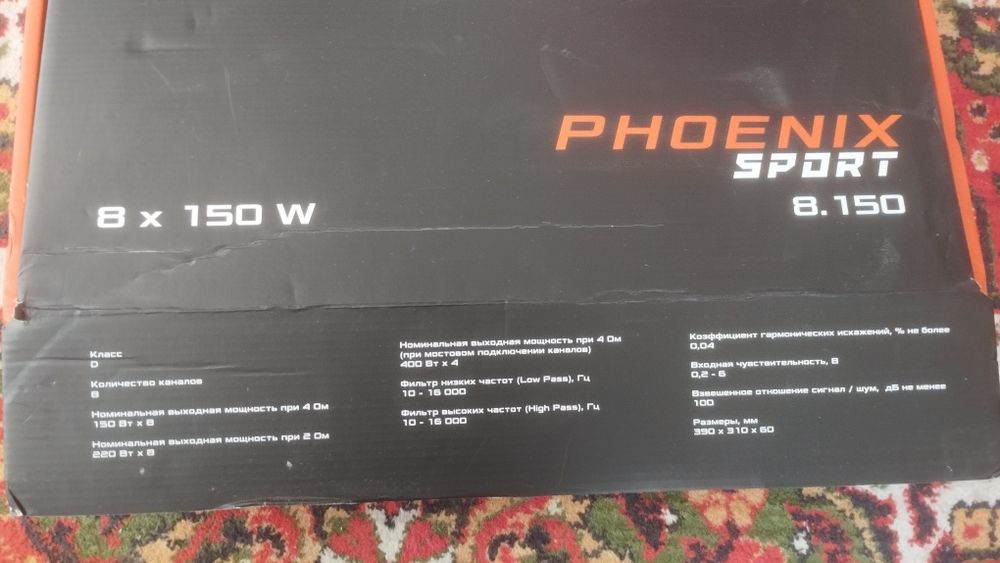 PHOENIX
SPORT
8.150
8 x 150 W
Класс
D
Количество каналов
8
Номинальная выходная мощность при 4 Ом
150 Вт x 8
Номинальная выходная мощность при 2 Ом
220 Вт x 8
Номинальная выходная мощность при 4 Ом
(при мостовом подключении каналов)
400 Вт x 4
Фильтр низких частот (Low Pass), Гц
10 - 16 000
Фильтр высоких частот (High Pass), Гц
10 - 16 000
Коэффициент гармонических искажений, % не более
0,04
Входная чувствительность, В
0,2 - 6
Взвешенное отношение сигнал / шум, дБ не менее
100
Размеры, мм
390 x 310 x 60